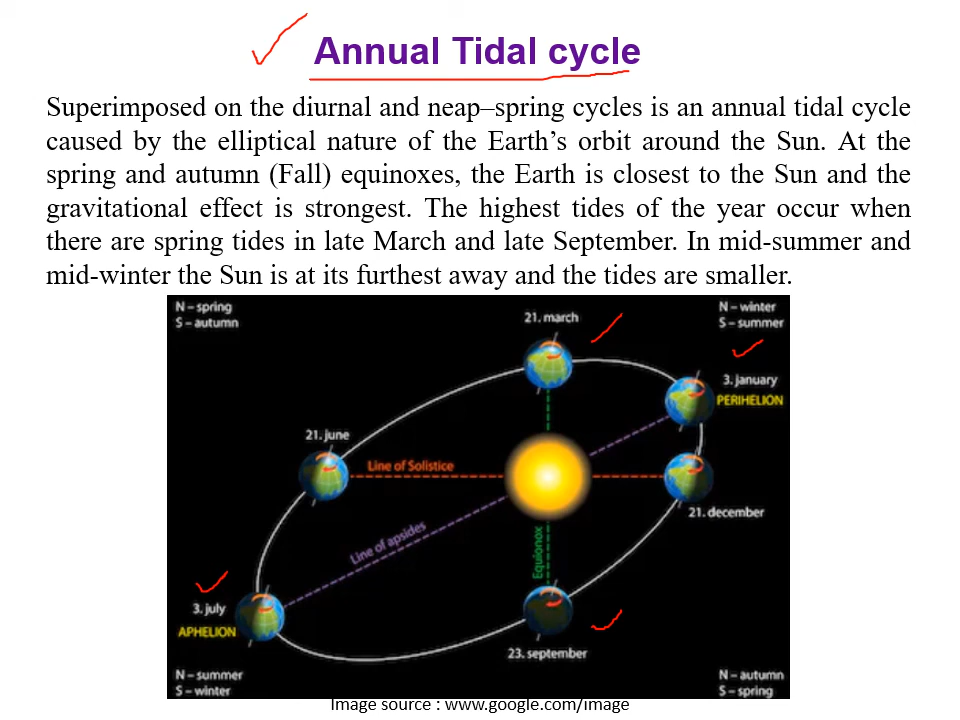 Annual Tidal cycle
Superimposed on the diurnal and neap–spring cycles is an annual tidal cycle
caused by the elliptical nature of the Earth’s orbit around the Sun. At the
spring and autumn (Fall) equinoxes, the Earth is closest to the Sun and the
gravitational effect is strongest. The highest tides of the year occur when
there are spring tides in late March and late September. In mid-summer and
mid-winter the Sun is at its furthest away and the tides are smaller.
N – spring
S – autumn
21. march
N – winter
S – summer
3. january
PERIHELION
21. june
Line of Solistice
21. december
Line of apsides
Equionox
3. july
APHELION
23. september
N – summer
S – winter
N – autumn
S – spring
Image source : www.google.com/image